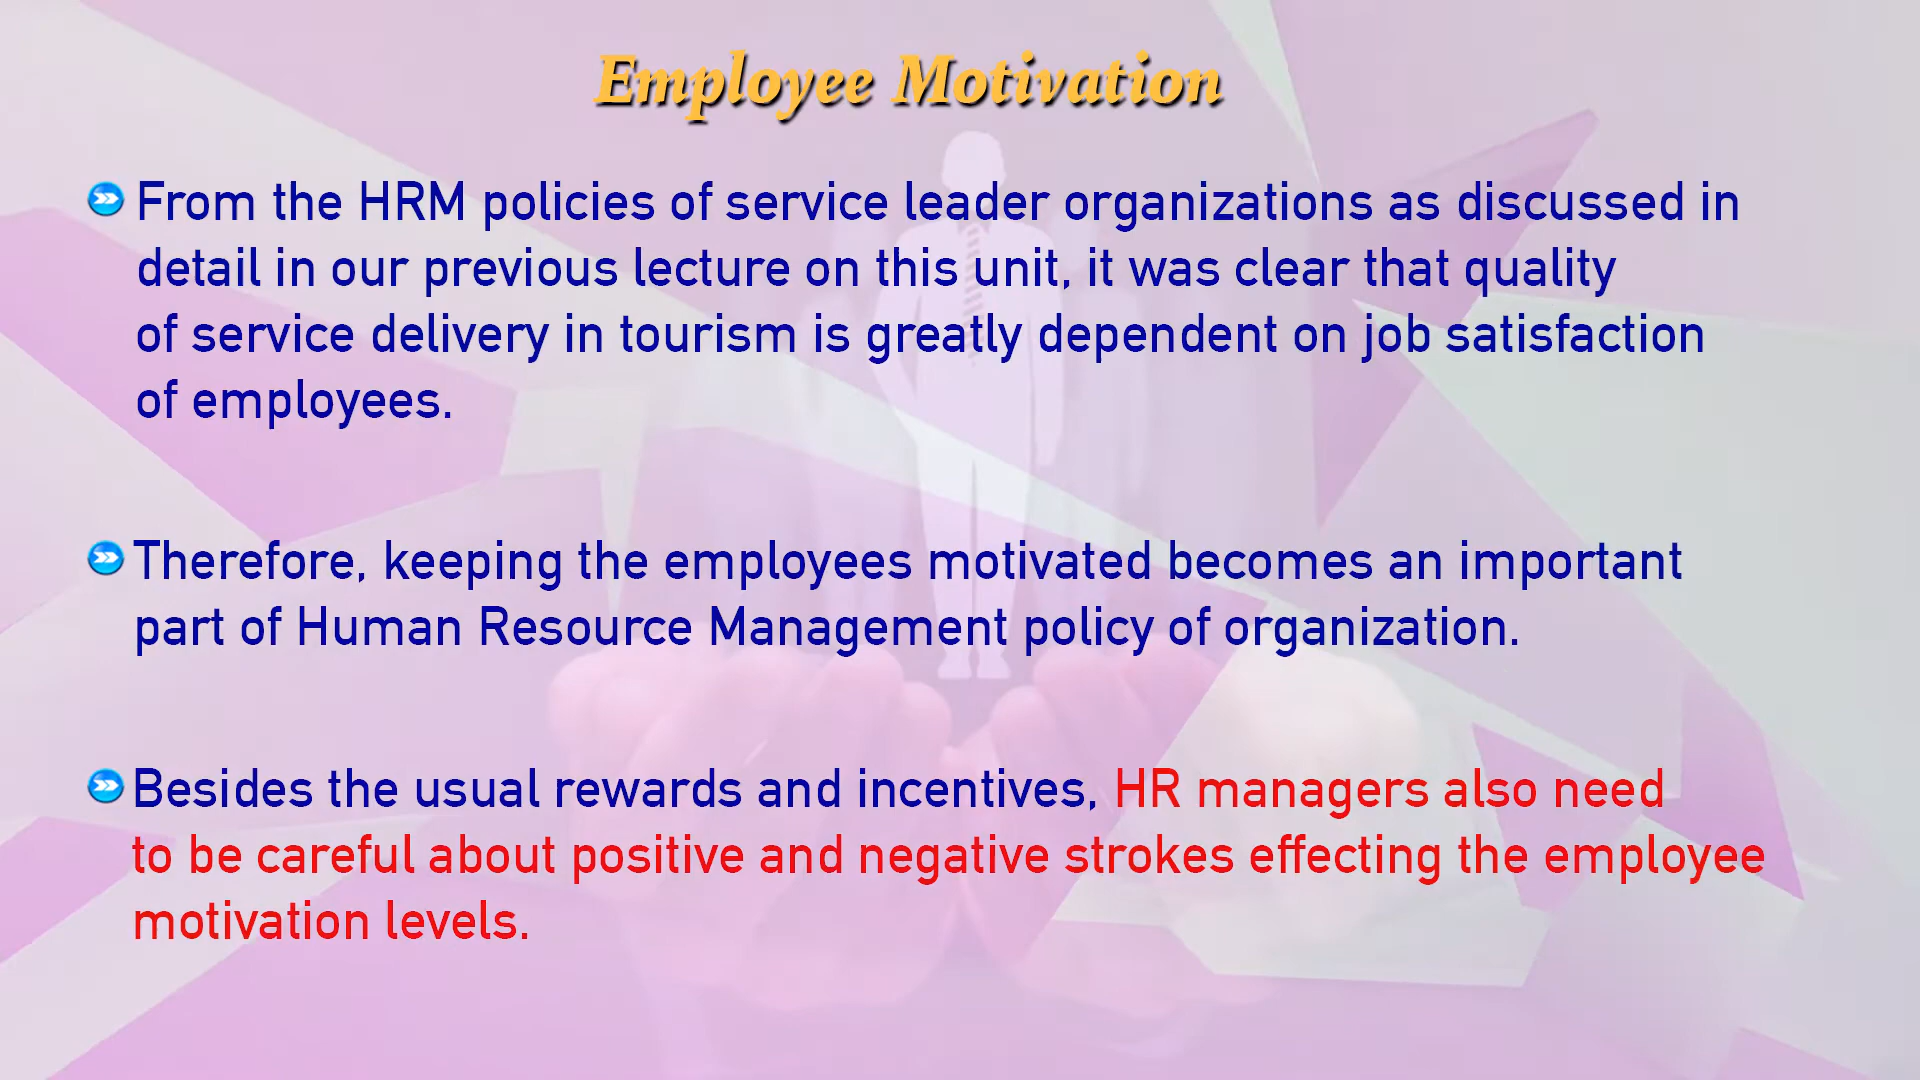 Employee Motivation
From the HRM policies of service leader organizations as discussed in
detail in our previous lecture on this unit, it was clear that quality
of service delivery in tourism is greatly dependent on job satisfaction
of employees.
Therefore, keeping the employees motivated becomes an important
part of Human Resource Management policy of organization.
Besides the usual rewards and incentives, HR managers also need
to be careful about positive and negative strokes effecting the employee
motivation levels.